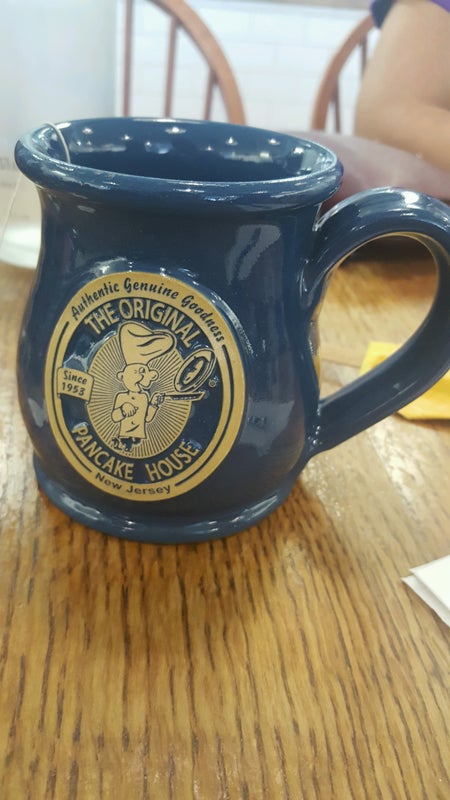 Authentic Genuine Goodness
THE ORIGINAL
Since
1953
PANCAKE HOUSE
New Jersey